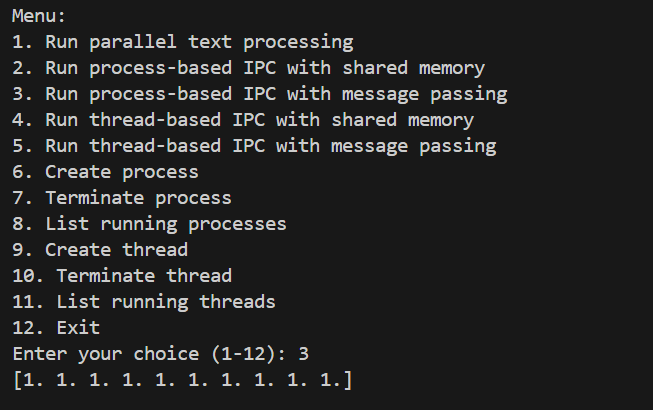 Menu:
1. Run parallel text processing
2. Run process-based IPC with shared memory
3. Run process-based IPC with message passing
4. Run thread-based IPC with shared memory
5. Run thread-based IPC with message passing
6. Create process
7. Terminate process
8. List running processes
9. Create thread
10. Terminate thread
11. List running threads
12. Exit
Enter your choice (1-12): 3
[1. 1. 1. 1. 1. 1. 1. 1. 1. 1.]